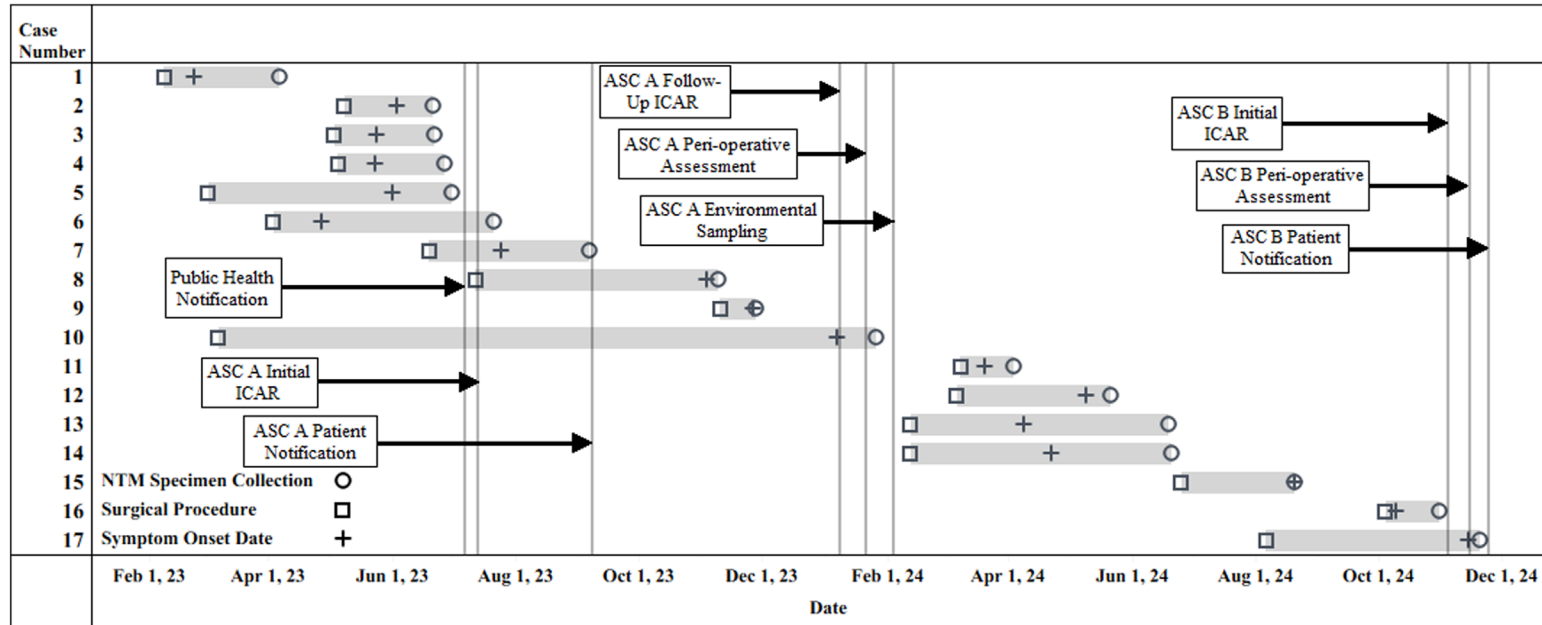 Case
Number
1
ASC A Follow-
Up ICAR
2
ASC B Initial
ICAR
3
ASC A Peri-operative
Assessment
4
ASC B Peri-operative
Assessment
5
6
ASC A Environmental
Sampling
7
ASC B Patient
Notification
8
Public Health
Notification
9
10
11
ASC A Initial
ICAR
12
13
ASC A Patient
Notification
14
15
NTM Specimen Collection
16
Surgical Procedure
17
Symptom Onset Date
Feb 1, 23 Apr 1, 23 Jun 1, 23 Aug 1, 23 Oct 1, 23 Dec 1, 23 Feb 1, 24 Apr 1, 24 Jun 1, 24 Aug 1, 24 Oct 1, 24 Dec 1, 24
Date